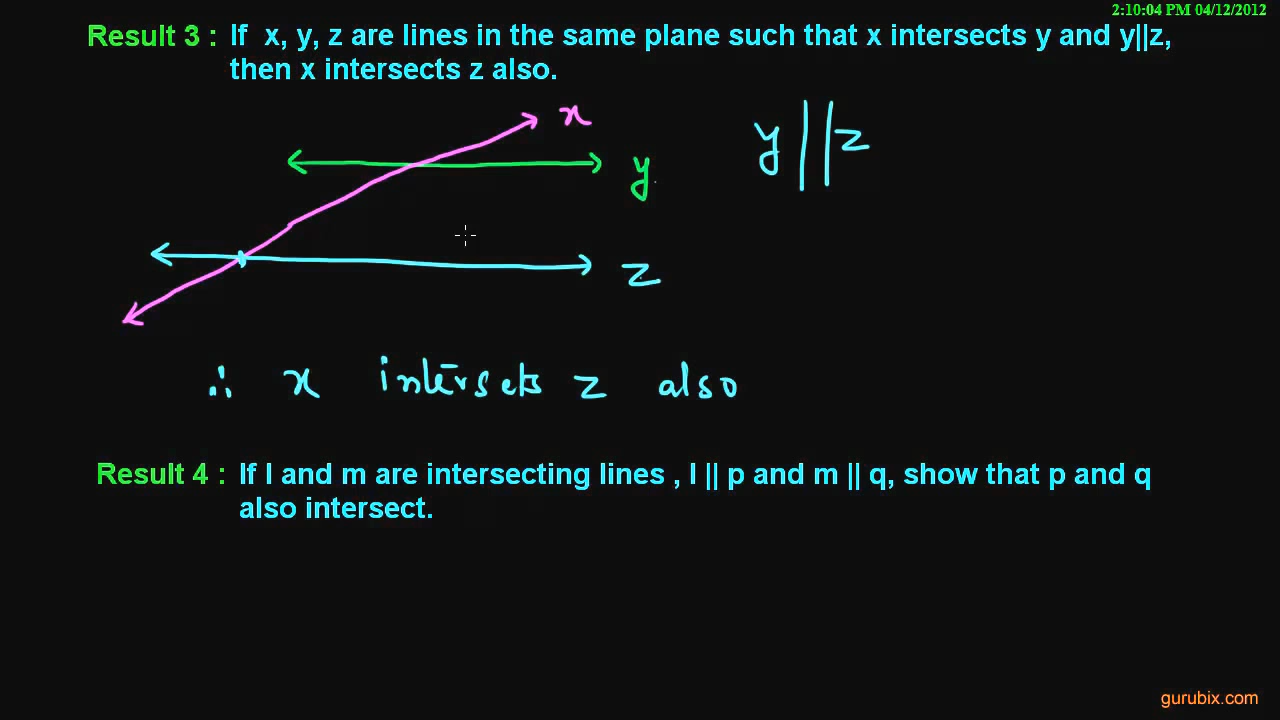 2:10:04 PM 04/12/2012
Result 3 : If x, y, z are lines in the same plane such that x intersects y and y||z,
then x intersects z also.
x
y || z
y
z
∴ x intersects z also
Result 4 : If l and m are intersecting lines , l || p and m || q, show that p and q
also intersect.
gurubix.com